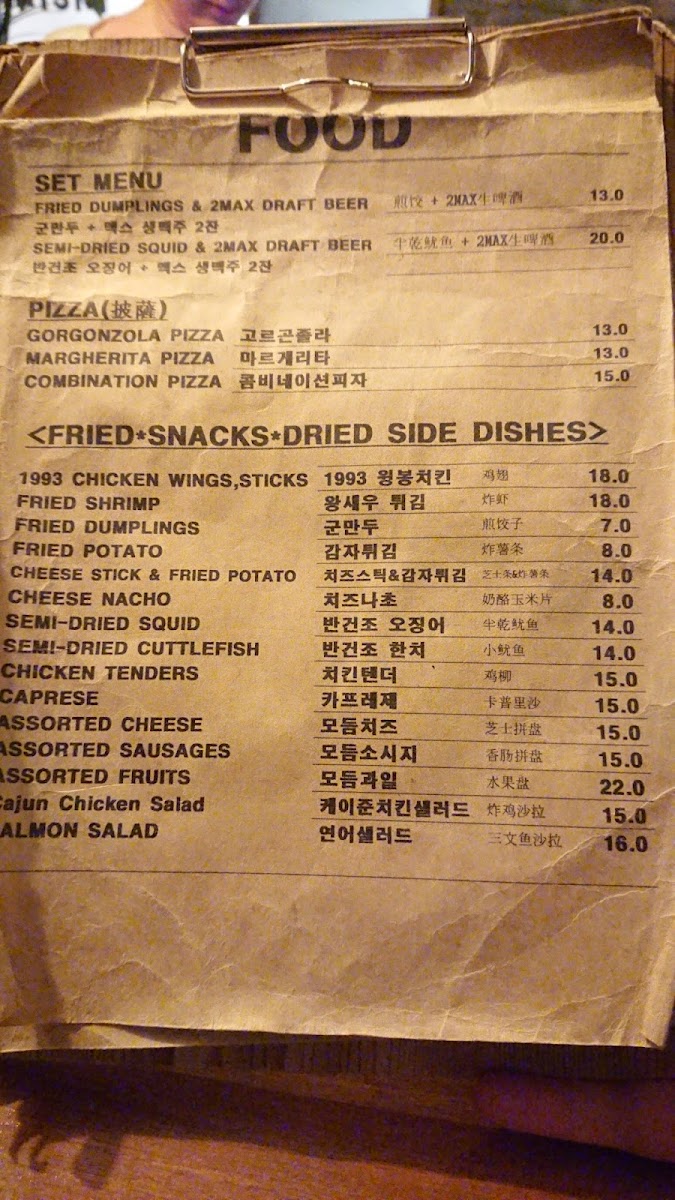 FOOD
SET MENU
FRIED DUMPLINGS & 2MAX DRAFT BEER 煎饺 + 2MAX生啤酒 13.0
군만두 + 맥스 생맥주 2잔
SEMI-DRIED SQUID & 2MAX DRAFT BEER 半乾鱿鱼 + 2MAX生啤酒 20.0
반건조 오징어 + 맥스 생맥주 2잔
PIZZA(披薩)
GORGONZOLA PIZZA 고르곤졸라 13.0
MARGHERITA PIZZA 마르게리타 13.0
COMBINATION PIZZA 콤비네이션피자 15.0
<FRIED*SNACKS*DRIED SIDE DISHES>
1993 CHICKEN WINGS,STICKS 1993 윙봉치킨 鸡翅 18.0
FRIED SHRIMP 왕새우 튀김 炸虾 18.0
FRIED DUMPLINGS 군만두 煎饺子 7.0
FRIED POTATO 감자튀김 炸薯条 8.0
CHEESE STICK & FRIED POTATO 치즈스틱&감자튀김 芝士条&炸薯条 14.0
CHEESE NACHO 치즈나초 奶酪玉米片 8.0
SEMI-DRIED SQUID 반건조 오징어 半乾鱿鱼 14.0
SEMI-DRIED CUTTLEFISH 반건조 한치 小鱿鱼 14.0
CHICKEN TENDERS 치킨텐더 鸡柳 15.0
CAPRESE 카프레제 卡普里沙 15.0
ASSORTED CHEESE 모듬치즈 芝士拼盘 15.0
ASSORTED SAUSAGES 모듬소시지 香肠拼盘 15.0
ASSORTED FRUITS 모듬과일 水果盘 22.0
Cajun Chicken Salad 케이준치킨샐러드 炸鸡沙拉 15.0
ALMON SALAD 연어샐러드 三文鱼沙拉 16.0